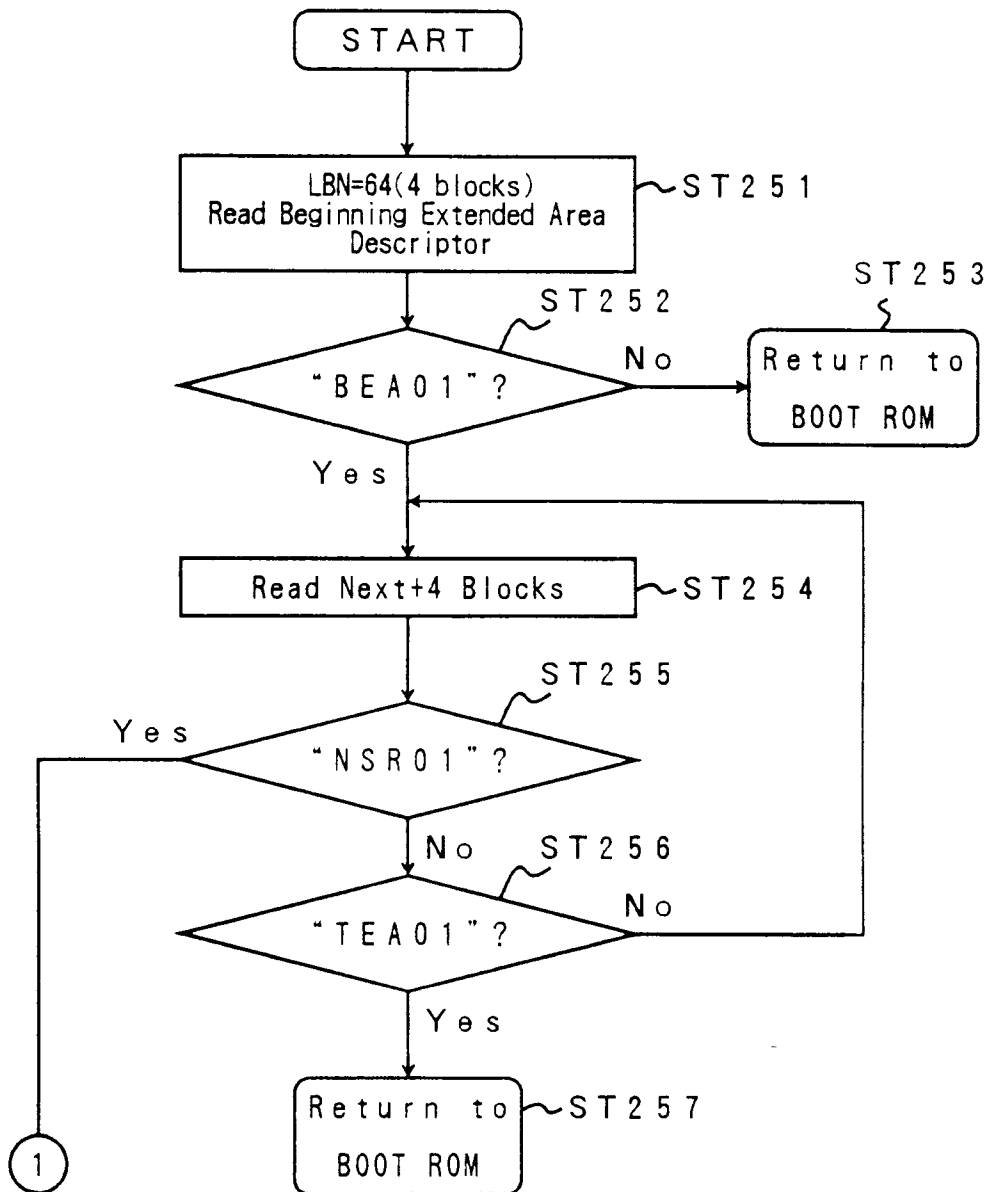 START
LBN=64(4 blocks)
Read Beginning Extended Area
Descriptor
ST251
ST252
"BEA01"?
No
ST253
Return to
BOOT ROM
Yes
Read Next+4 Blocks
ST254
ST255
Yes
"NSR01"?
No
ST256
"TEA01"?
No
Yes
Return to
BOOT ROM
ST257
1